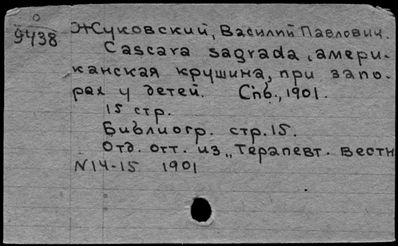 0
9438
Жуковский, Василий Павлович.
Cascara sagrada, амери-
канская крушина, при запо-
рах у детей. Спб., 1901.
15 стр.
Библиогр. стр. 15.
Отд. отт. из „Терапевт. вестн
N14-15 1901